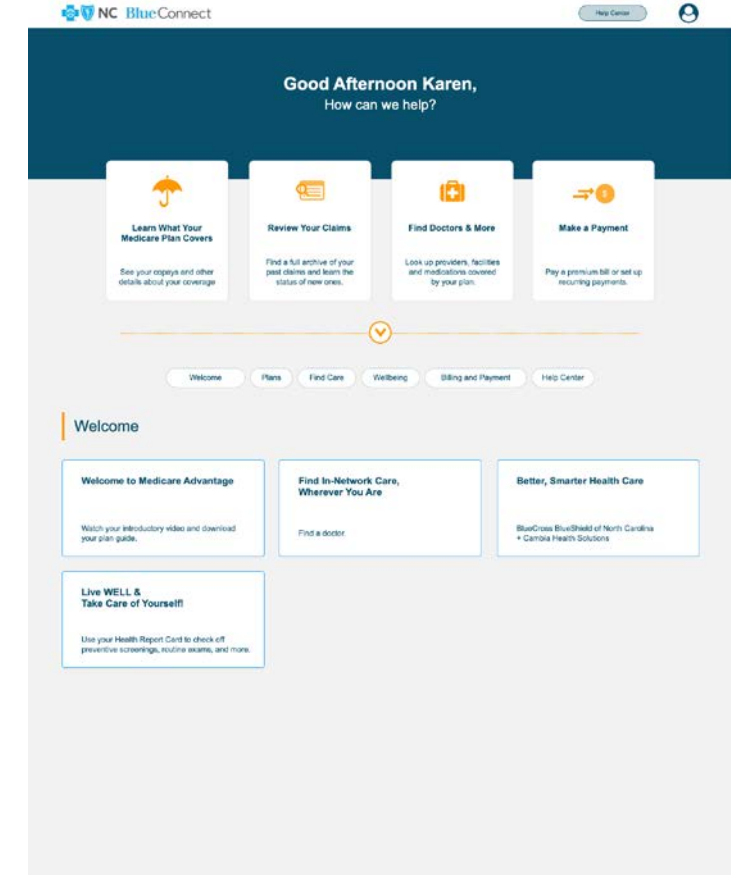 NC BlueConnect
Help Center
Good Afternoon Karen,
How can we help?
Learn What Your
Medicare Plan Covers
See your copays and other
details about your coverage
Review Your Claims
Find a full archive of your
past claims and learn the
status of new ones.
Find Doctors & More
Look up providers, facilities
and medications covered
by your plan.
$
Make a Payment
Pay a premium bill or set up
recurring payments.
Welcome
Plans
Find Care
Wellbeing
Billing and Payment
Help Center
Welcome
Welcome to Medicare Advantage
Watch your introductory video and download
your plan guide.
Find In-Network Care,
Wherever You Are
Find a doctor.
Better, Smarter Health Care
BlueCross BlueShield of North Carolina
+ Cambia Health Solutions
Live WELL &
Take Care of Yourself!
Use your Health Report Card to check off
preventive screenings, routine exams, and more.